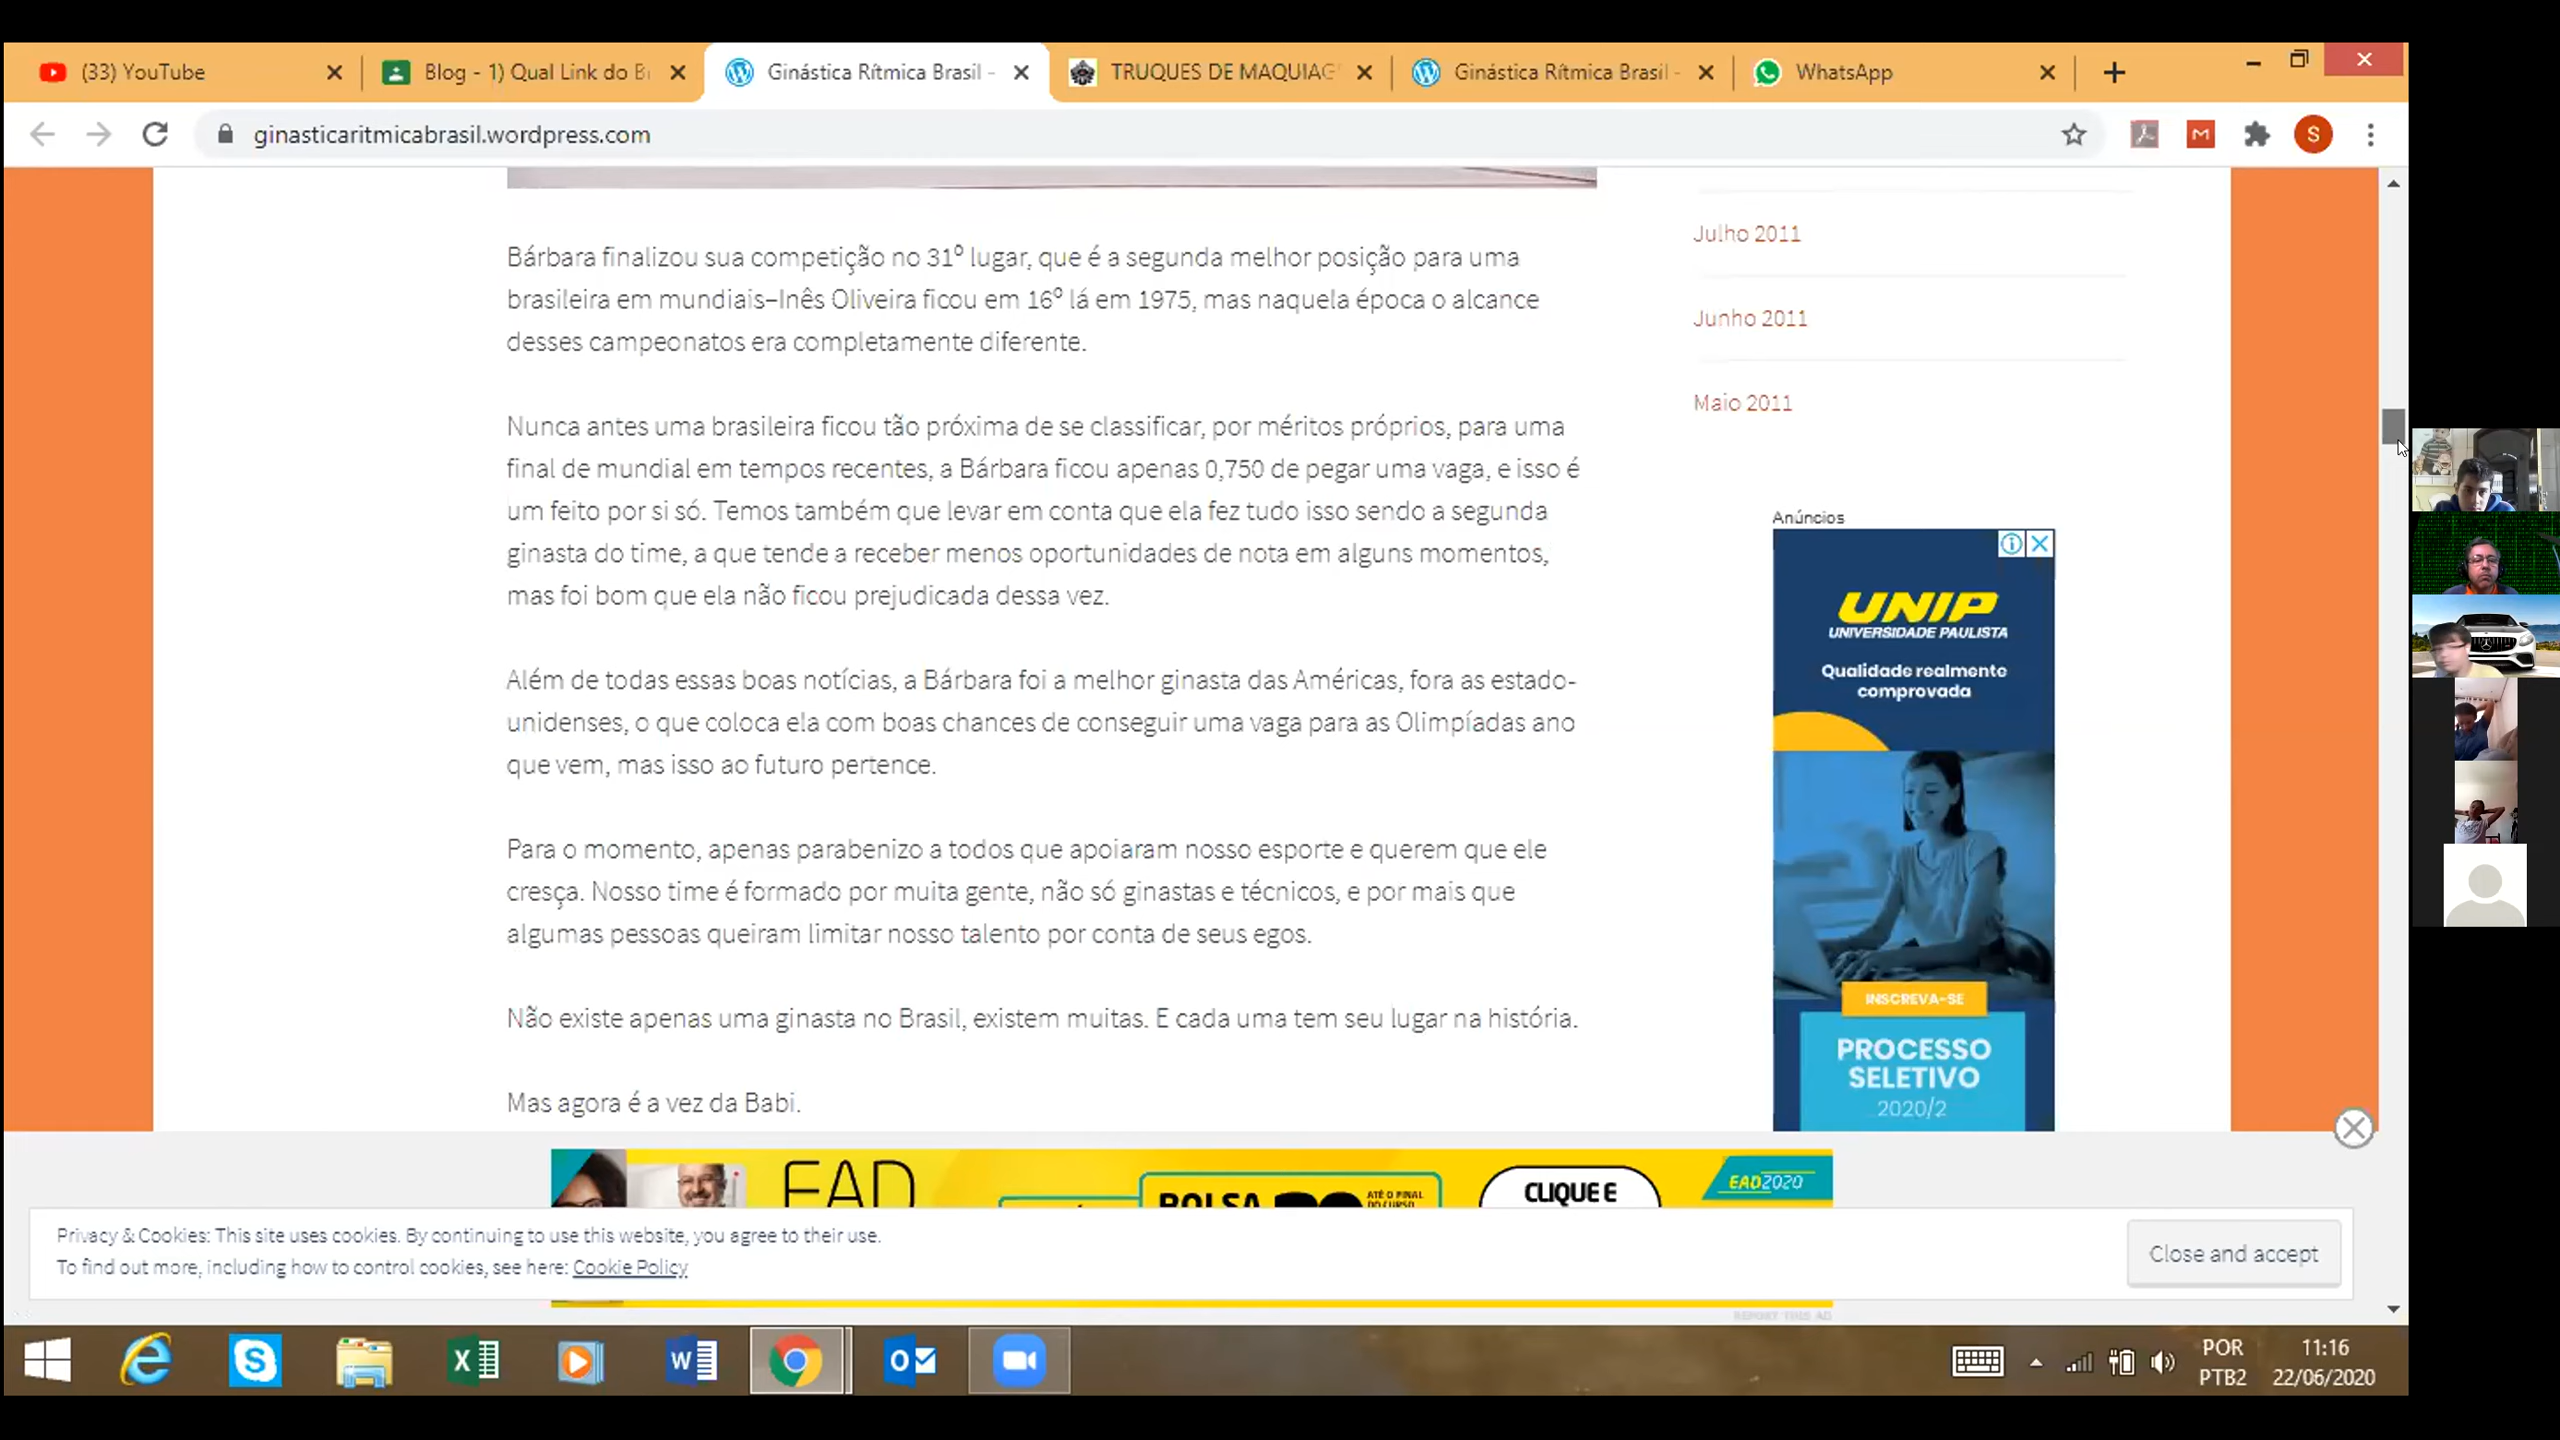 (33) YouTube
Blog - 1) Qual Link do B
Ginástica Rítmica Brasil -
TRUQUES DE MAQUIAG
Ginástica Rítmica Brasil -
WhatsApp
ginasticaritmicabrasil.wordpress.com
S
Bárbara finalizou sua competição no 31º lugar, que é a segunda melhor posição para uma
brasileira em mundiais–Inês Oliveira ficou em 16º lá em 1975, mas naquela época o alcance
desses campeonatos era completamente diferente.
Nunca antes uma brasileira ficou tão próxima de se classificar, por méritos próprios, para uma
final de mundial em tempos recentes, a Bárbara ficou apenas 0,750 de pegar uma vaga, e isso é
um feito por si só. Temos também que levar em conta que ela fez tudo isso sendo a segunda
ginasta do time, a que tende a receber menos oportunidades de nota em alguns momentos,
mas foi bom que ela não ficou prejudicada dessa vez.
Além de todas essas boas notícias, a Bárbara foi a melhor ginasta das Américas, fora as estado-
unidenses, o que coloca ela com boas chances de conseguir uma vaga para as Olimpíadas ano
que vem, mas isso ao futuro pertence.
Para o momento, apenas parabenizo a todos que apoiaram nosso esporte e querem que ele
cresça. Nosso time é formado por muita gente, não só ginastas e técnicos, e por mais que
algumas pessoas queiram limitar nosso talento por conta de seus egos.
Não existe apenas uma ginasta no Brasil, existem muitas. E cada uma tem seu lugar na história.
Mas agora é a vez da Babi.
Julho 2011
Junho 2011
Maio 2011
Anúncios
UNIP
UNIVERSIDADE PAULISTA
Qualidade realmente
comprovada
INSCREVA-SE
PROCESSO
SELETIVO
2020/2
EAD
BOLSA
ATÉ O FINAL
DO CURSO
CLIQUE E
EAD2020
Privacy & Cookies: This site uses cookies. By continuing to use this website, you agree to their use.
To find out more, including how to control cookies, see here: Cookie Policy
Close and accept
REPORT THIS AD
POR
PTB2
11:16
22/06/2020